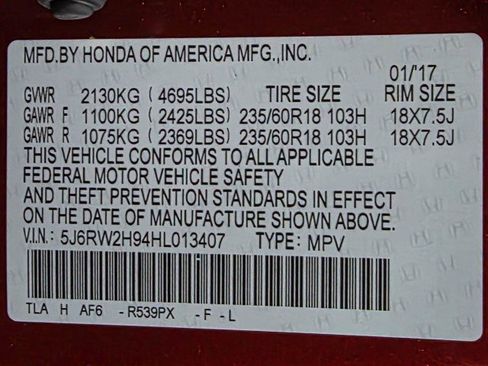 MFD.BY HONDA OF AMERICA MFG.,INC.
01/'17
GVWR 2130KG ( 4695LBS ) TIRE SIZE RIM SIZE
GAWR F 1100KG ( 2425LBS ) 235/60R18 103H 18X7.5J
GAWR R 1075KG ( 2369LBS ) 235/60R18 103H 18X7.5J
THIS VEHICLE CONFORMS TO ALL APPLICABLE
FEDERAL MOTOR VEHICLE SAFETY
AND THEFT PREVENTION STANDARDS IN EFFECT
ON THE DATE OF MANUFACTURE SHOWN ABOVE.
V.I.N: 5J6RW2H94HL013407 TYPE: MPV
TLA H AF6 - R539PX - F - L